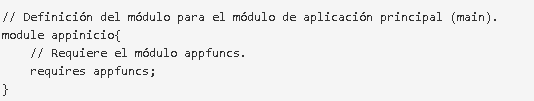 // Definición del módulo para el módulo de aplicación principal (main).
module appinicio{
    // Requiere el módulo appfuncs.
    requires appfuncs;
}